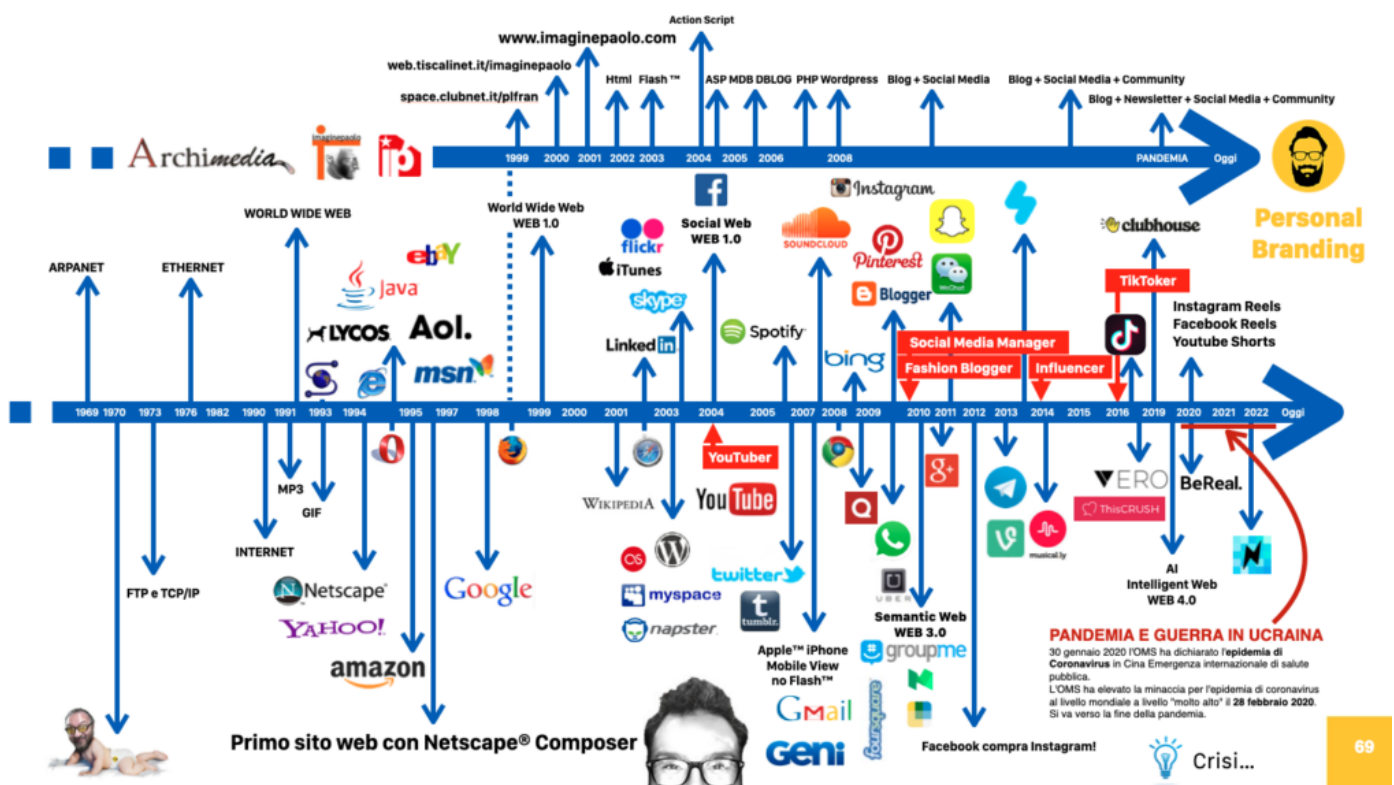 Action Script
www.imaginepaolo.com
web.tiscalinet.it/imaginepaolo
space.clubnet.it/plfran
Html
Flash ™
ASP MDB DBLOG
PHP Wordpress
Blog + Social Media
Blog + Social Media + Community
Blog + Newsletter + Social Media + Community
Archimedia
imaginepaolo
ip
1999 2000 2001 2002 2003 2004 2005 2006 2008 PANDEMIA Oggi
Personal
Branding
ARPANET
ETHERNET
WORLD WIDE WEB
ebaY
Java
LYCOS
Aol.
msn
World Wide Web
WEB 1.0
flickr
iTunes
skype
Linked in
Social Web
WEB 1.0
Spotify
SOUNDCLOUD
Instagram
Pinterest
Blogger
bing
WeChat
clubhouse
TikToker
Social Media Manager
Fashion Blogger
Influencer
Instagram Reels
Facebook Reels
Youtube Shorts
1969 1970 1973 1976 1982 1990 1991 1993 1994 1995 1997 1998 1999 2000 2001 2003 2004 2005 2007 2008 2009 2010 2011 2012 2013 2014 2015 2016 2019 2020 2021 2022 Oggi
YouTuber
YouTube
WIKIPEDIA
MP3
GIF
INTERNET
FTP e TCP/IP
Netscape®
YAHOO!
amazon
Google
myspace
napster
twitter
t
tumblr.
Apple™ iPhone
Mobile View
no Flash™
Gmail
Geni
g+
UBER
Semantic Web
WEB 3.0
groupme
foursquare
musical.ly
VERO
ThisCRUSH
BeReal.
AI
Intelligent Web
WEB 4.0
PANDEMIA E GUERRA IN UCRAINA
30 gennaio 2020 l'OMS ha dichiarato l'epidemia di
Coronavirus in Cina Emergenza internazionale di salute
pubblica.
L'OMS ha elevato la minaccia per l'epidemia di coronavirus
al livello mondiale a livello "molto alto" il 28 febbraio 2020.
Si va verso la fine della pandemia.
Primo sito web con Netscape® Composer
Facebook compra Instagram!
Crisi...
69